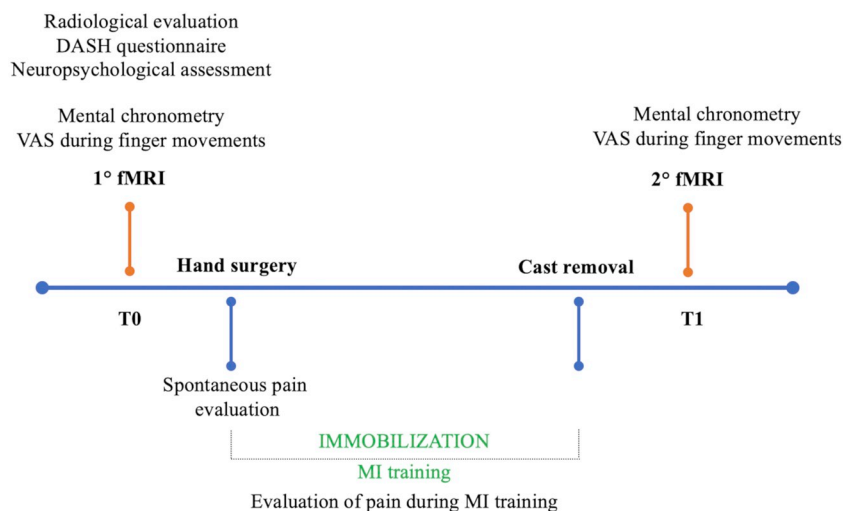 Radiological evaluation
DASH questionnaire
Neuropsychological assessment
Mental chronometry
VAS during finger movements
1° fMRI
Mental chronometry
VAS during finger movements
2° fMRI
Hand surgery
Cast removal
T0
T1
Spontaneous pain
evaluation
IMMOBILIZATION
MI training
Evaluation of pain during MI training